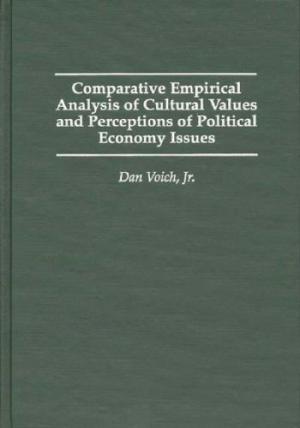 Comparative Empirical
Analysis of Cultural Values
and Perceptions of Political
Economy Issues
Dan Voich, Jr.